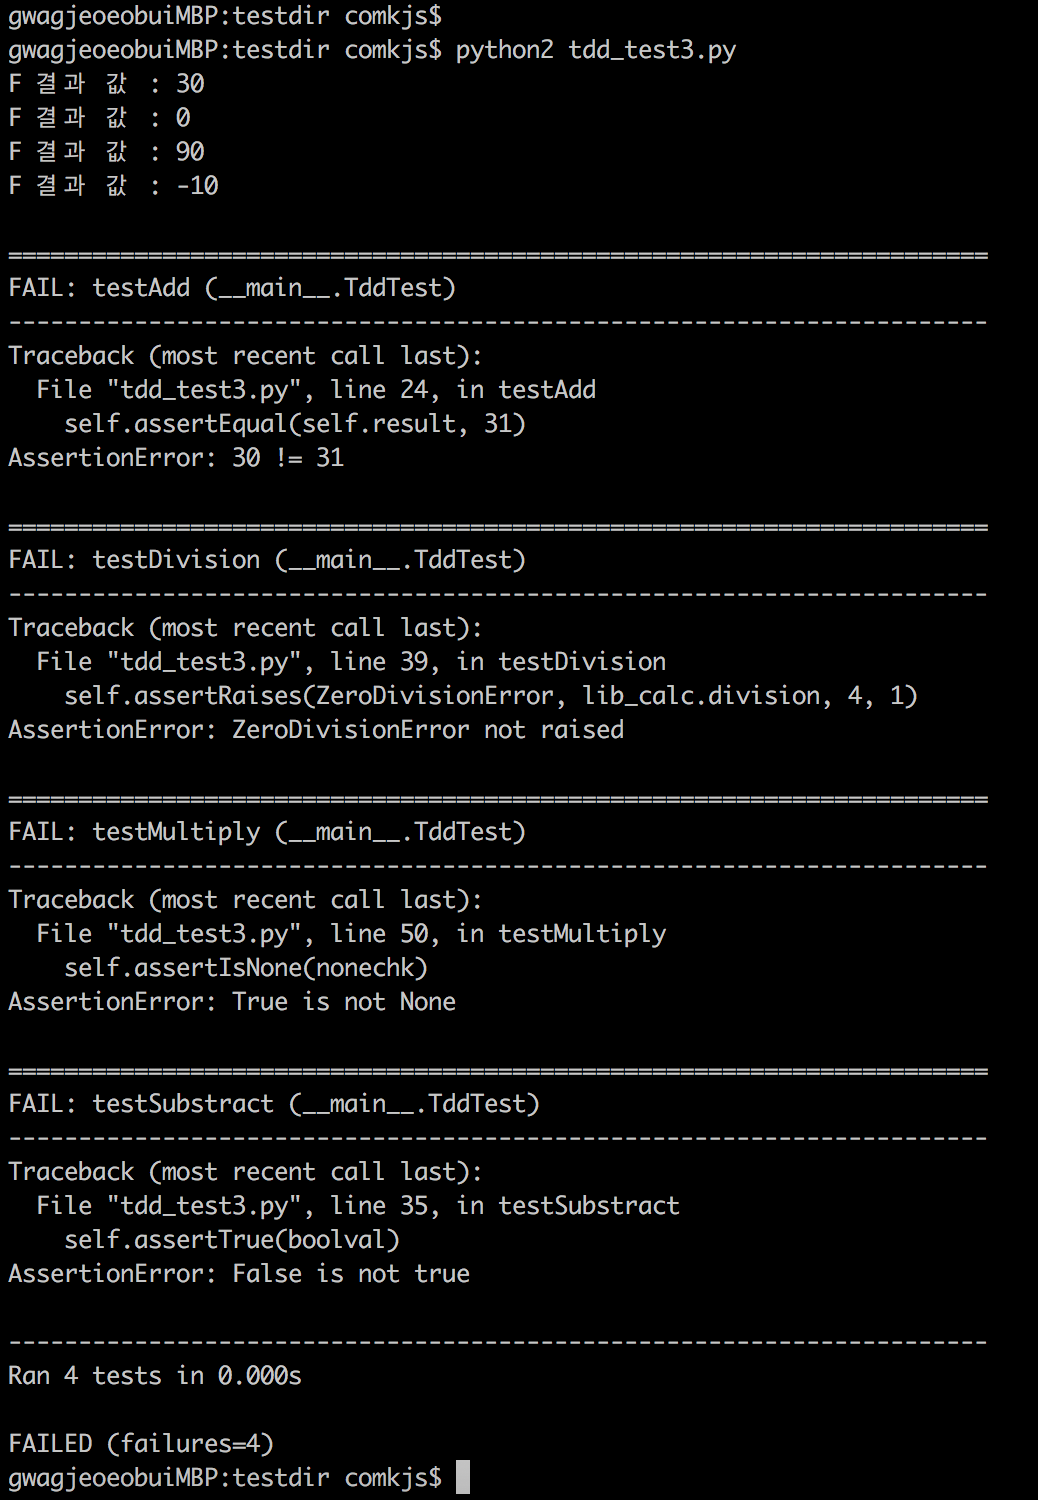 gwagjeoeobuiMBP:testdir comkjs$
gwagjeoeobuiMBP:testdir comkjs$ python2 tdd_test3.py
F 결과 값 : 30
F 결과 값 : 0
F 결과 값 : 90
F 결과 값 : -10
======================================================================
FAIL: testAdd (__main__.TddTest)
----------------------------------------------------------------------
Traceback (most recent call last):
  File "tdd_test3.py", line 24, in testAdd
    self.assertEqual(self.result, 31)
AssertionError: 30 != 31
======================================================================
FAIL: testDivision (__main__.TddTest)
----------------------------------------------------------------------
Traceback (most recent call last):
  File "tdd_test3.py", line 39, in testDivision
    self.assertRaises(ZeroDivisionError, lib_calc.division, 4, 1)
AssertionError: ZeroDivisionError not raised
======================================================================
FAIL: testMultiply (__main__.TddTest)
----------------------------------------------------------------------
Traceback (most recent call last):
  File "tdd_test3.py", line 50, in testMultiply
    self.assertIsNone(nonechk)
AssertionError: True is not None
======================================================================
FAIL: testSubstract (__main__.TddTest)
----------------------------------------------------------------------
Traceback (most recent call last):
  File "tdd_test3.py", line 35, in testSubstract
    self.assertTrue(boolval)
AssertionError: False is not true
----------------------------------------------------------------------
Ran 4 tests in 0.000s
FAILED (failures=4)
gwagjeoeobuiMBP:testdir comkjs$